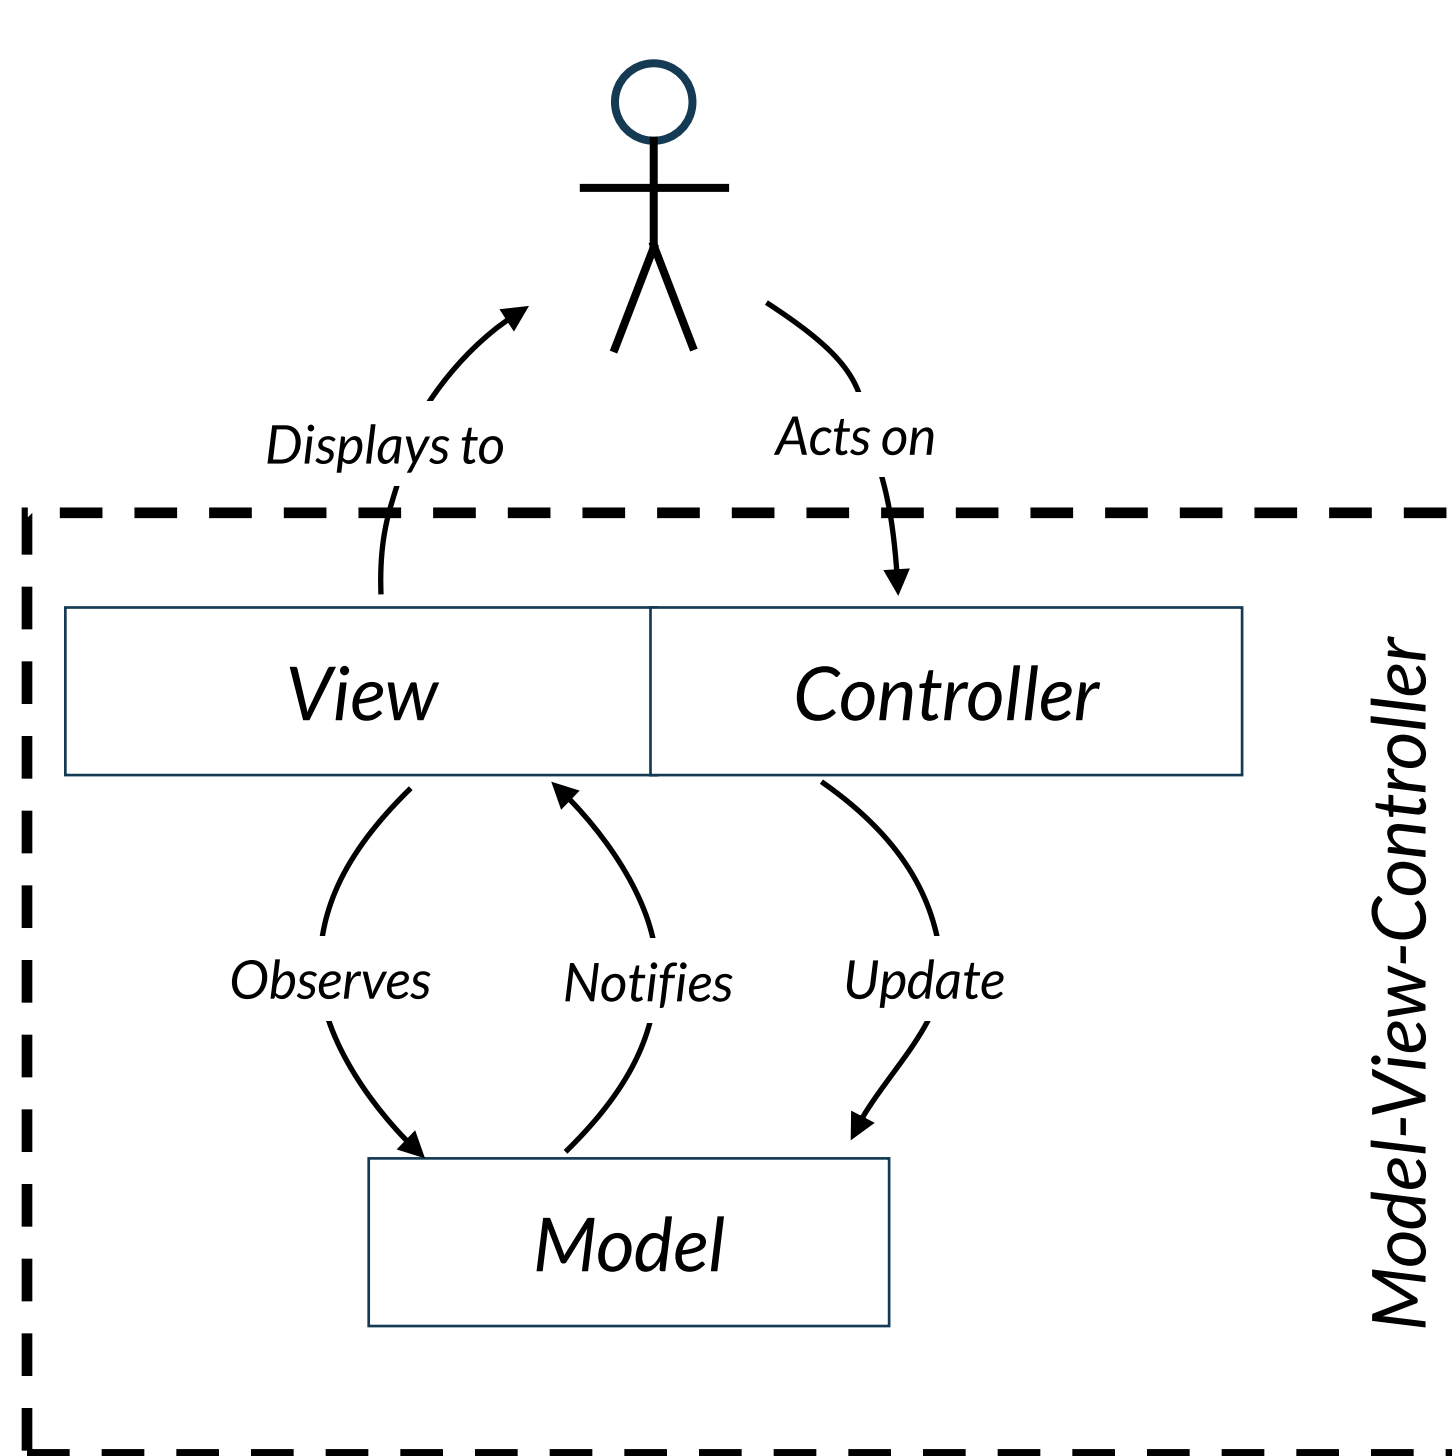 Displays to
Acts on
View
Controller
Observes
Notifies
Update
Model
Model-View-Controller